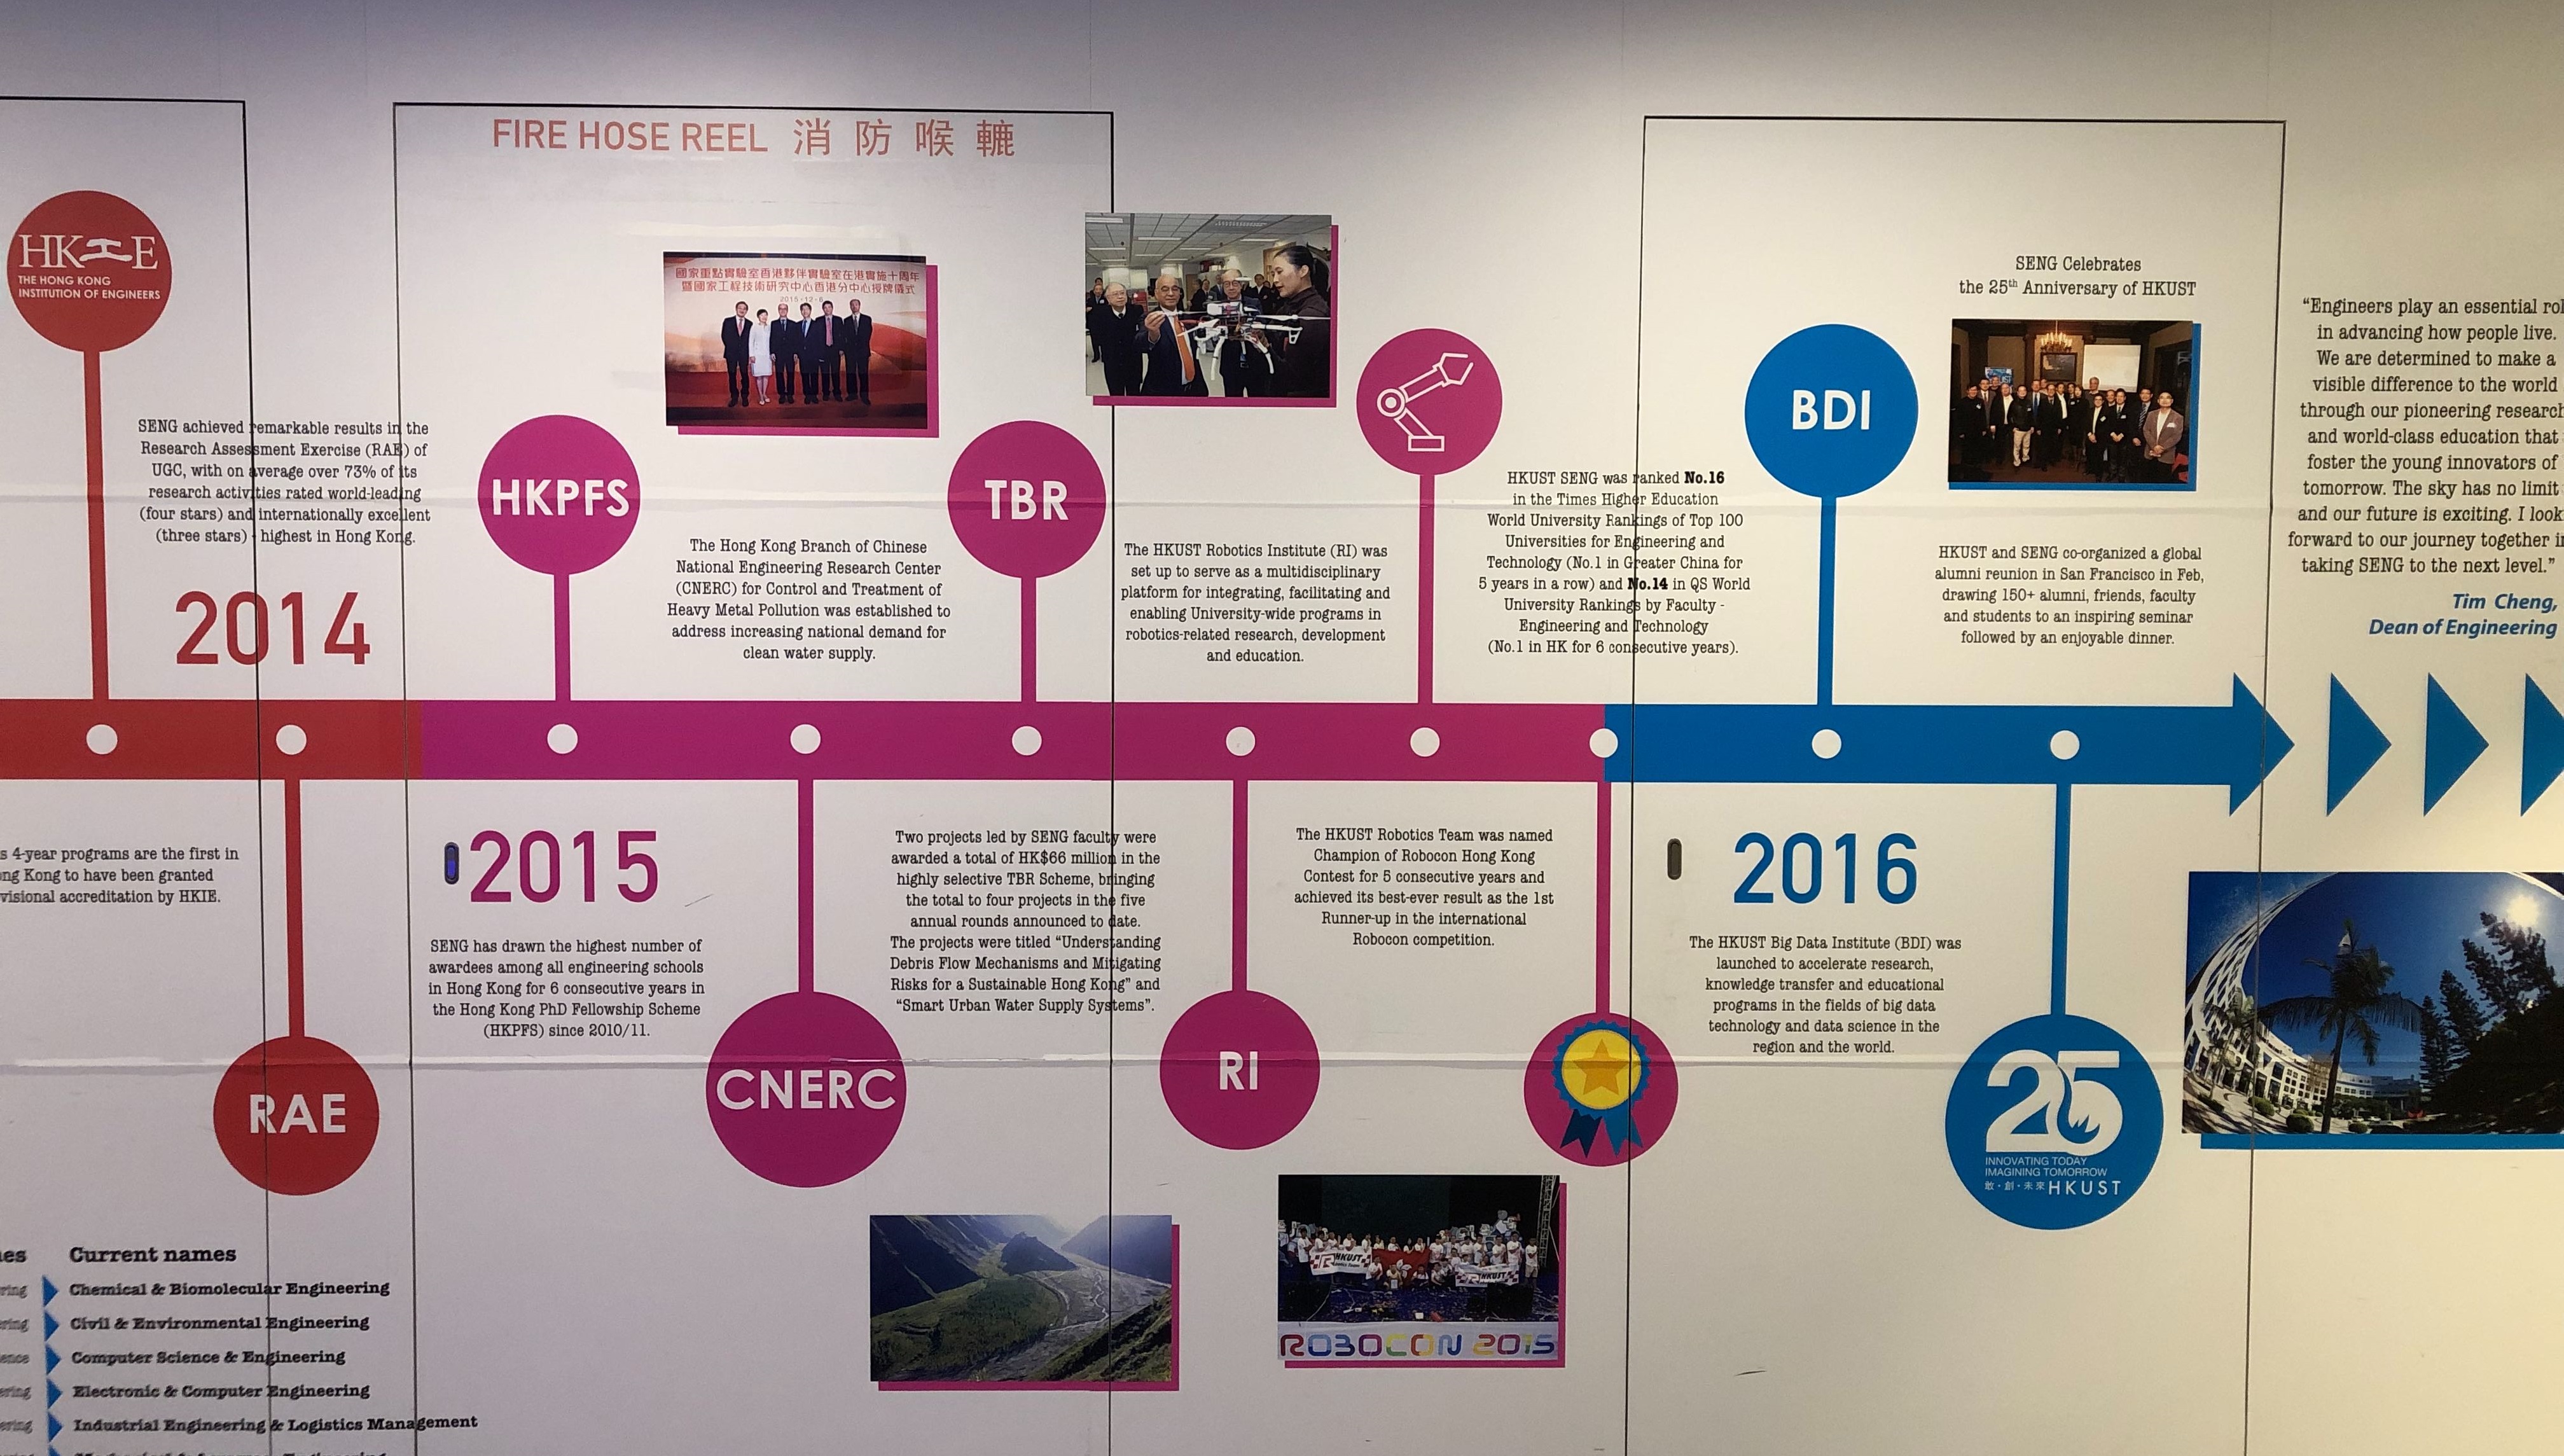 FIRE HOSE REEL 消 防 喉 轆
HKIE
THE HONG KONG
INSTITUTION OF ENGINEERS
SENG achieved remarkable results in the
Research Assessment Exercise (RAE) of
UGC, with on average over 73% of its
research activities rated world-leading
(four stars) and internationally excellent
(three stars) - highest in Hong Kong.
2014
HKPFS
國家重點實驗室香港夥伴實驗室在港實施十周年
暨國家工程技術研究中心香港分中心授牌儀式
2015·12·8
The Hong Kong Branch of Chinese
National Engineering Research Center
(CNERC) for Control and Treatment of
Heavy Metal Pollution was established to
address increasing national demand for
clean water supply.
TBR
The HKUST Robotics Institute (RI) was
set up to serve as a multidisciplinary
platform for integrating, facilitating and
enabling University-wide programs in
robotics-related research, development
and education.
HKUST SENG was ranked No.16
in the Times Higher Education
World University Rankings of Top 100
Universities for Engineering and
Technology (No.1 in Greater China for
5 years in a row) and No.14 in QS World
University Rankings by Faculty -
Engineering and Technology
(No.1 in HK for 6 consecutive years).
BDI
SENG Celebrates
the 25th Anniversary of HKUST
HKUST and SENG co-organized a global
alumni reunion in San Francisco in Feb,
drawing 150+ alumni, friends, faculty
and students to an inspiring seminar
followed by an enjoyable dinner.
“Engineers play an essential rol
in advancing how people live.
We are determined to make a
visible difference to the world
through our pioneering research
and world-class education that
foster the young innovators of
tomorrow. The sky has no limit
and our future is exciting. I look
forward to our journey together in
taking SENG to the next level.”
Tim Cheng,
Dean of Engineering
s 4-year programs are the first in
ong Kong to have been granted
visional accreditation by HKIE.
RAE
2015
SENG has drawn the highest number of
awardees among all engineering schools
in Hong Kong for 6 consecutive years in
the Hong Kong PhD Fellowship Scheme
(HKPFS) since 2010/11.
CNERC
Two projects led by SENG faculty were
awarded a total of HK$66 million in the
highly selective TBR Scheme, bringing
the total to four projects in the five
annual rounds announced to date.
The projects were titled “Understanding
Debris Flow Mechanisms and Mitigating
Risks for a Sustainable Hong Kong” and
“Smart Urban Water Supply Systems”.
RI
The HKUST Robotics Team was named
Champion of Robocon Hong Kong
Contest for 5 consecutive years and
achieved its best-ever result as the 1st
Runner-up in the international
Robocon competition.
HKUST
HKUST
ROBOCON 2015
2016
The HKUST Big Data Institute (BDI) was
launched to accelerate research,
knowledge transfer and educational
programs in the fields of big data
technology and data science in the
region and the world.
25
INNOVATING TODAY
IMAGINING TOMORROW
敢·創·未來 HKUST
es Current names
ring Chemical & Biomolecular Engineering
ering Civil & Environmental Engineering
ence Computer Science & Engineering
ering Electronic & Computer Engineering
ering Industrial Engineering & Logistics Management